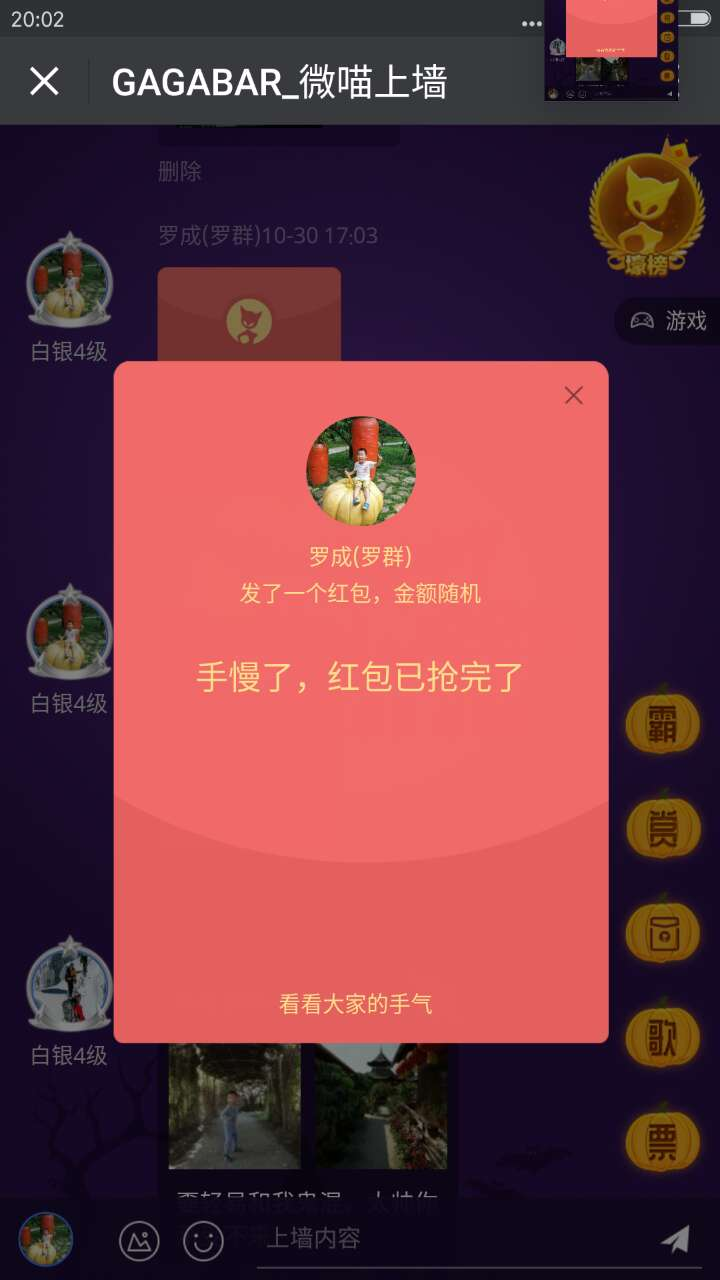 20:02
GAGABAR_微喵上墙
删除
罗成(罗群)10-30 17:03
壕榜
白银4级
游戏
罗成(罗群)
发了一个红包，金额随机
手慢了，红包已抢完了
白银4级
霸
赏
看看大家的手气
歌
白银4级
票
上墙内容